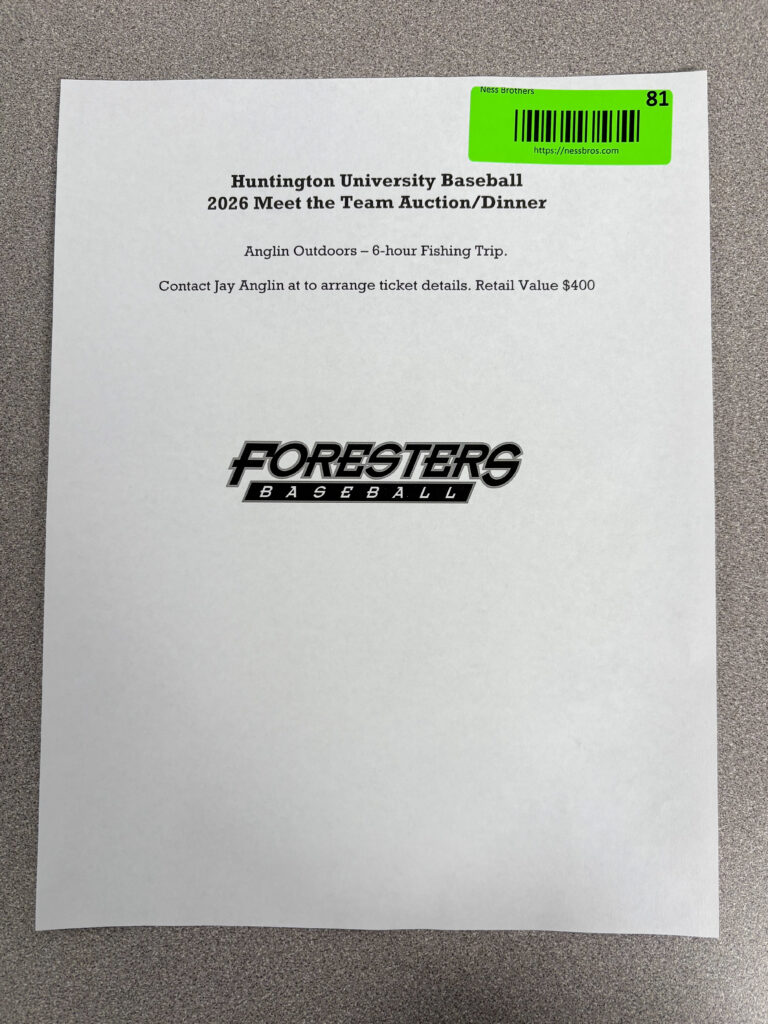 Ness Brothers
81
https://nessbros.com
Huntington University Baseball
2026 Meet the Team Auction/Dinner
Anglin Outdoors – 6-hour Fishing Trip.
Contact Jay Anglin at to arrange ticket details. Retail Value $400
FORESTERS
BASEBALL